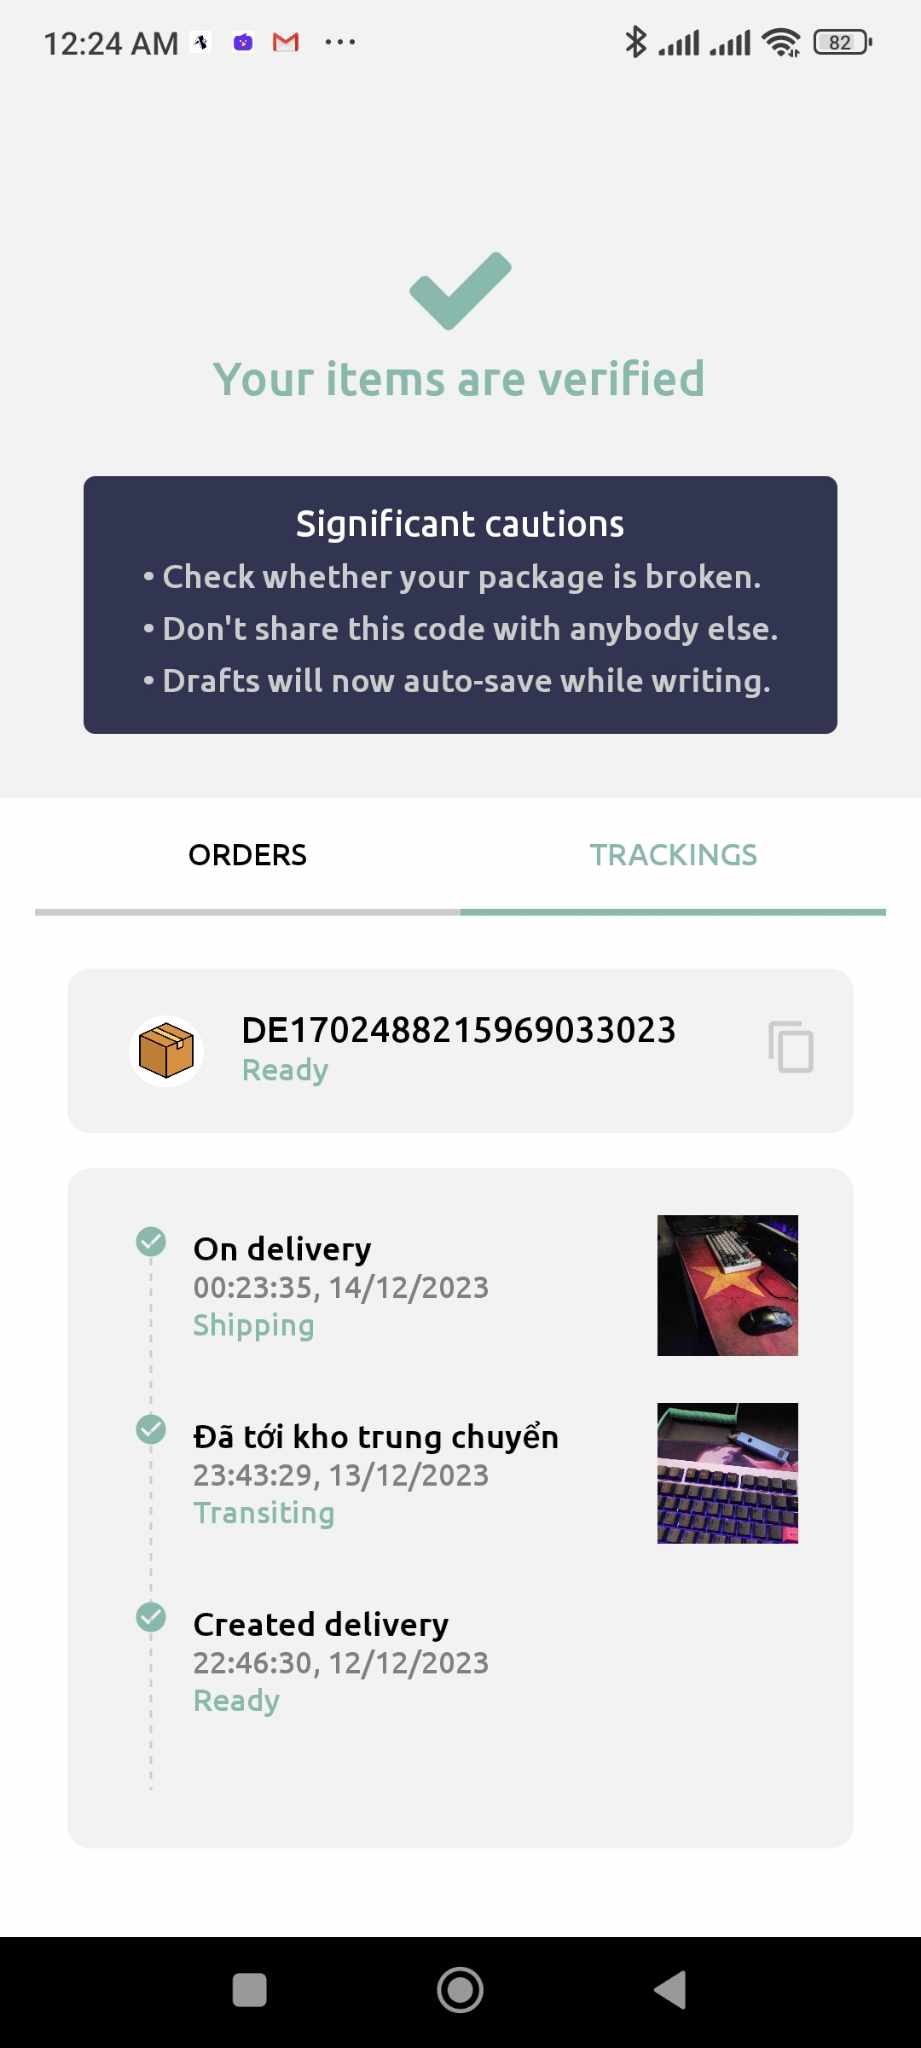 12:24 AM
82
Your items are verified
Significant cautions
• Check whether your package is broken.
• Don't share this code with anybody else.
• Drafts will now auto-save while writing.
ORDERS
TRACKINGS
DE1702488215969033023
Ready
On delivery
00:23:35, 14/12/2023
Shipping
Đã tới kho trung chuyển
23:43:29, 13/12/2023
Transiting
Created delivery
22:46:30, 12/12/2023
Ready